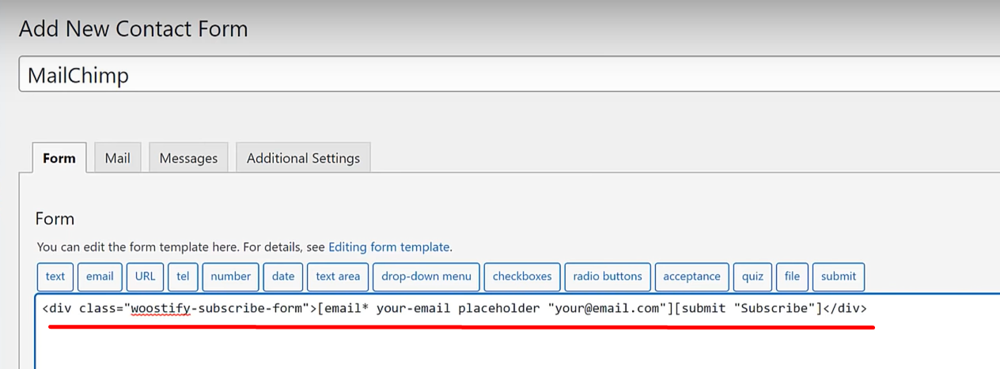 Add New Contact Form
MailChimp
Form Mail Messages Additional Settings
Form
You can edit the form template here. For details, see Editing form template.
text email URL tel number date text area drop-down menu checkboxes radio buttons acceptance quiz file submit
<div class="woostify-subscribe-form">[email* your-email placeholder "your@email.com"][submit "Subscribe"]</div>